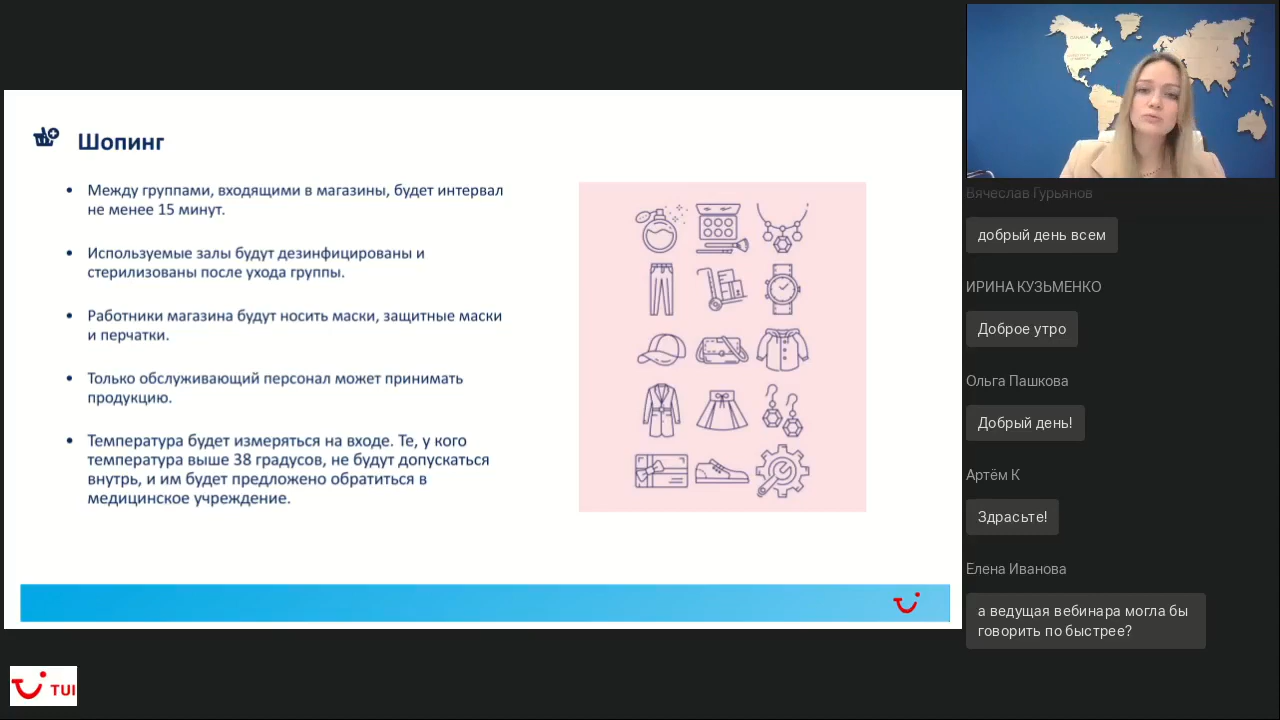 Шопинг
Между группами, входящими в магазины, будет интервал
не менее 15 минут.
Используемые залы будут дезинфицированы и
стерилизованы после ухода группы.
Работники магазина будут носить маски, защитные маски
и перчатки.
Только обслуживающий персонал может принимать
продукцию.
Температура будет измеряться на входе. Те, у кого
температура выше 38 градусов, не будут допускаться
внутрь, и им будет предложено обратиться в
медицинское учреждение.
TUI
Вячеслав Гурьянов
добрый день всем
ИРИНА КУЗЬМЕНКО
Доброе утро
Ольга Пашкова
Добрый день!
Артём К
Здрасьте!
Елена Иванова
а ведущая вебинара могла бы
говорить по быстрее?